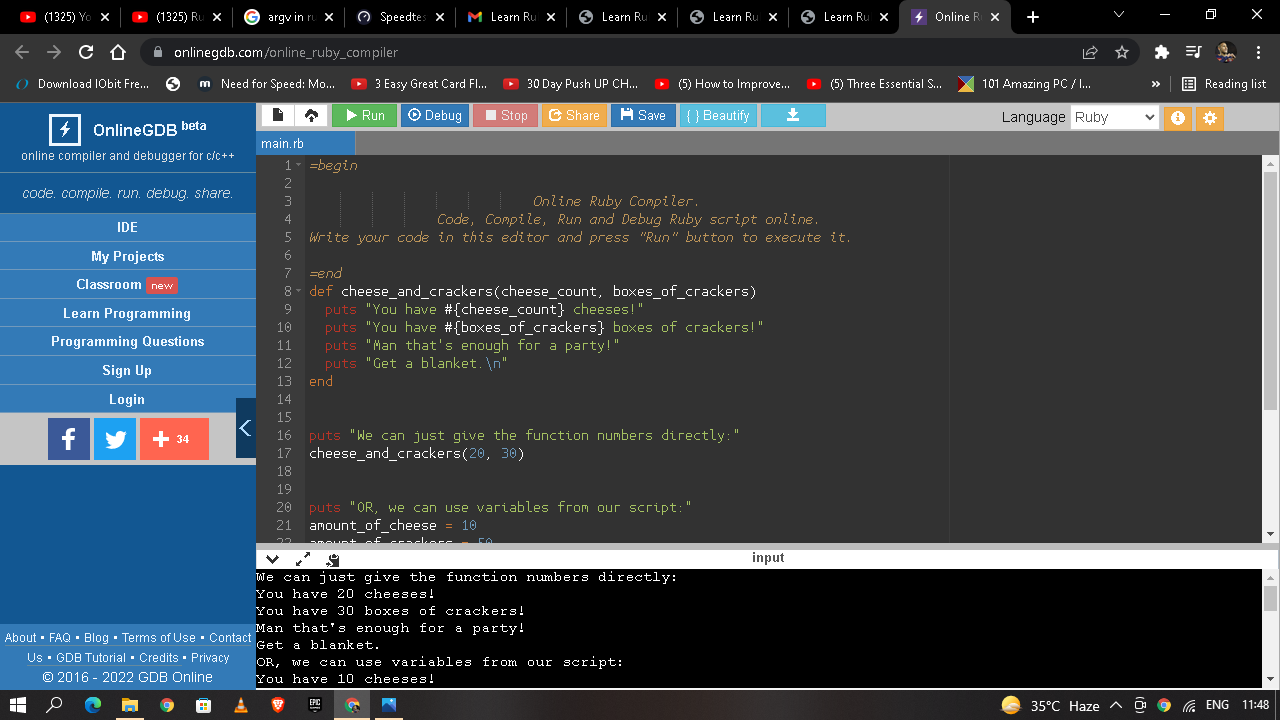 (1325) Yo
(1325) Ru
argv in ru
Speedtes
Learn Ru
Learn Ru
Learn Ru
Learn Ru
Online R
onlinegdb.com/online_ruby_compiler
Download IObit Fre...
Need for Speed: Mo...
3 Easy Great Card Fl...
30 Day Push UP CH...
(5) How to Improve...
(5) Three Essential S...
101 Amazing PC / I...
»
Reading list
OnlineGDB beta
online compiler and debugger for c/c++
code. compile. run. debug. share.
IDE
My Projects
Classroom new
Learn Programming
Programming Questions
Sign Up
Login
34
About • FAQ • Blog • Terms of Use • Contact
Us • GDB Tutorial • Credits • Privacy
© 2016 - 2022 GDB Online
Run
Debug
Stop
Share
Save
{ } Beautify
Language Ruby
main.rb
1 =begin
2
3 Online Ruby Compiler.
4 Code, Compile, Run and Debug Ruby script online.
5 Write your code in this editor and press "Run" button to execute it.
6
7 =end
8 def cheese_and_crackers(cheese_count, boxes_of_crackers)
9 puts "You have #{cheese_count} cheeses!"
10 puts "You have #{boxes_of_crackers} boxes of crackers!"
11 puts "Man that's enough for a party!"
12 puts "Get a blanket.\n"
13 end
14
15
16 puts "We can just give the function numbers directly:"
17 cheese_and_crackers(20, 30)
18
19
20 puts "OR, we can use variables from our script:"
21 amount_of_cheese = 10
22 amount_of_crackers = 50
input
We can just give the function numbers directly:
You have 20 cheeses!
You have 30 boxes of crackers!
Man that's enough for a party!
Get a blanket.
OR, we can use variables from our script:
You have 10 cheeses!
35°C Haze
ENG
11:48